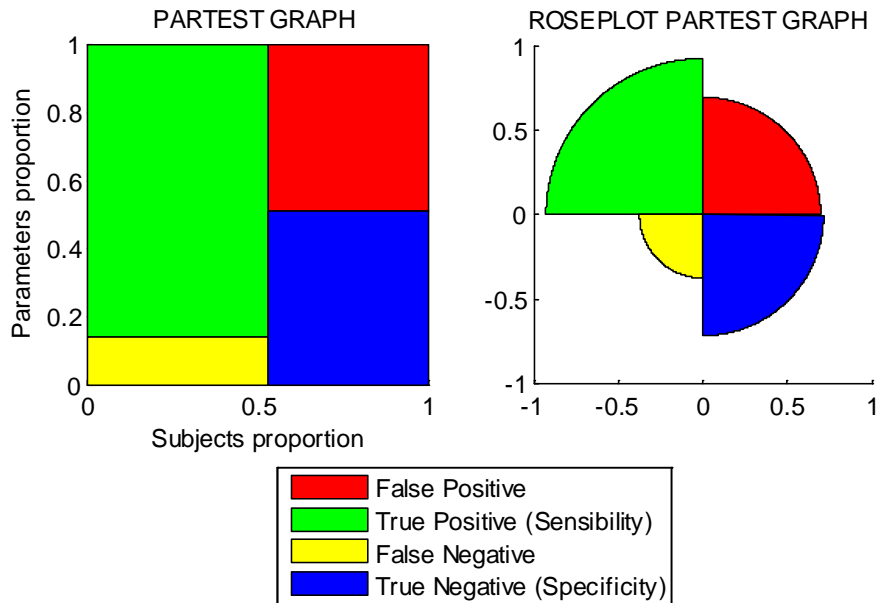 PARTEST GRAPH
1
0.8
0.6
0.4
0.2
0
0
0.5
1
Parameters proportion
Subjects proportion
ROSEPLOT PARTEST GRAPH
1
0.5
0
-0.5
-1
-1
-0.5
0
0.5
1
False Positive
True Positive (Sensibility)
False Negative
True Negative (Specificity)